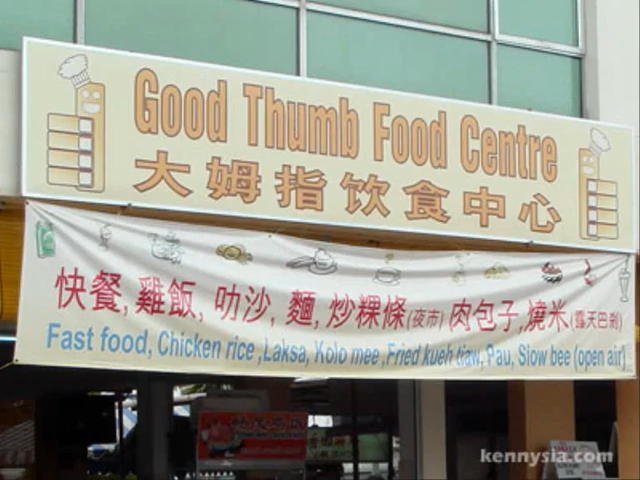 Good Thumb Food Centre
大姆指饮食中心
快餐, 雞飯, 叻沙, 麵, 炒粿條(夜市) 肉包子, 燒米(露天巴刹)
Fast food, Chicken rice ,Laksa, Kolo mee ,Fried kueh tiaw, Pau, Siow bee (open air)
kennysia.com